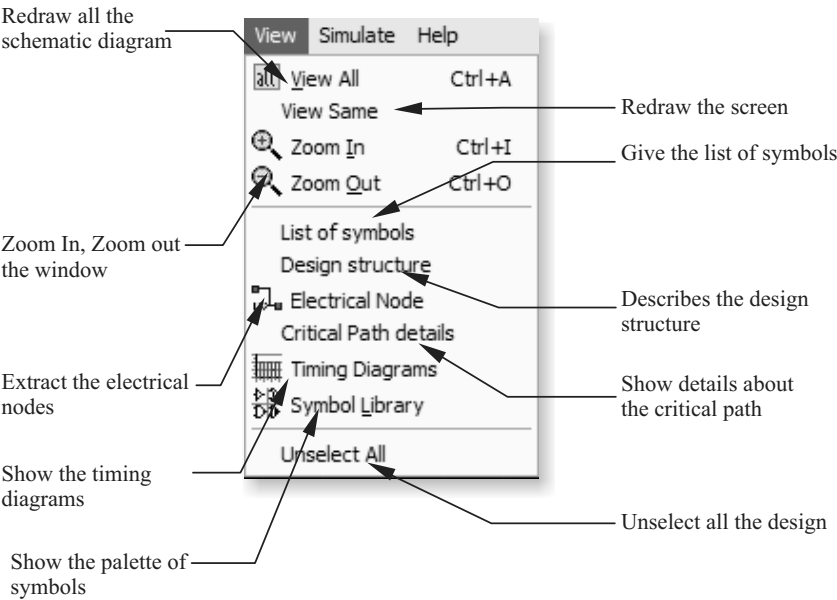 Redraw all the
schematic diagram
View Simulate Help
all View All Ctrl+A
View Same
Redraw the screen
Zoom In Ctrl+I
Give the list of symbols
Zoom Out Ctrl+O
Zoom In, Zoom out
the window
List of symbols
Design structure
Describes the design
structure
Electrical Node
Critical Path details
Extract the electrical
nodes
Timing Diagrams
Show details about
the critical path
Symbol Library
Show the timing
diagrams
Unselect All
Unselect all the design
Show the palette of
symbols